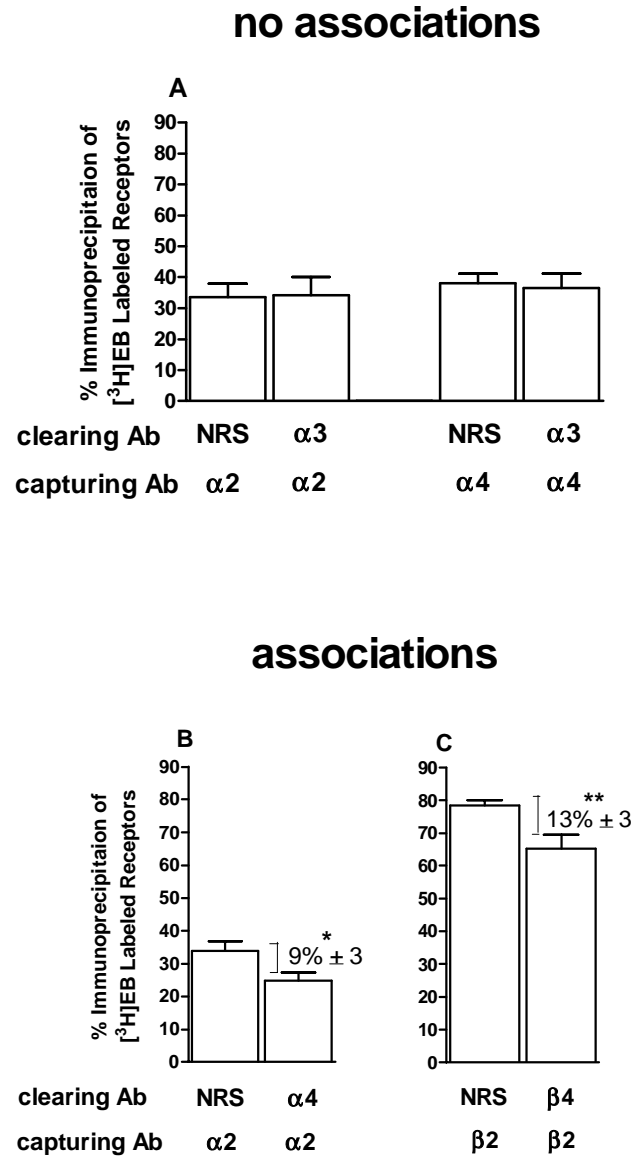 no associations
A
% Immunoprecipitaion of
[³H]EB Labeled Receptors
90
80
70
60
50
40
30
20
10
0
clearing Ab NRS α3 NRS α3
capturing Ab α2 α2 α4 α4
associations
B
% Immunoprecipitaion of
[³H]EB Labeled Receptors
90
80
70
60
50
40
30
20
10
0
*
9% ± 3
C
90
80
70
60
50
40
30
20
10
0
**
13% ± 3
clearing Ab NRS α4 NRS β4
capturing Ab α2 α2 β2 β2